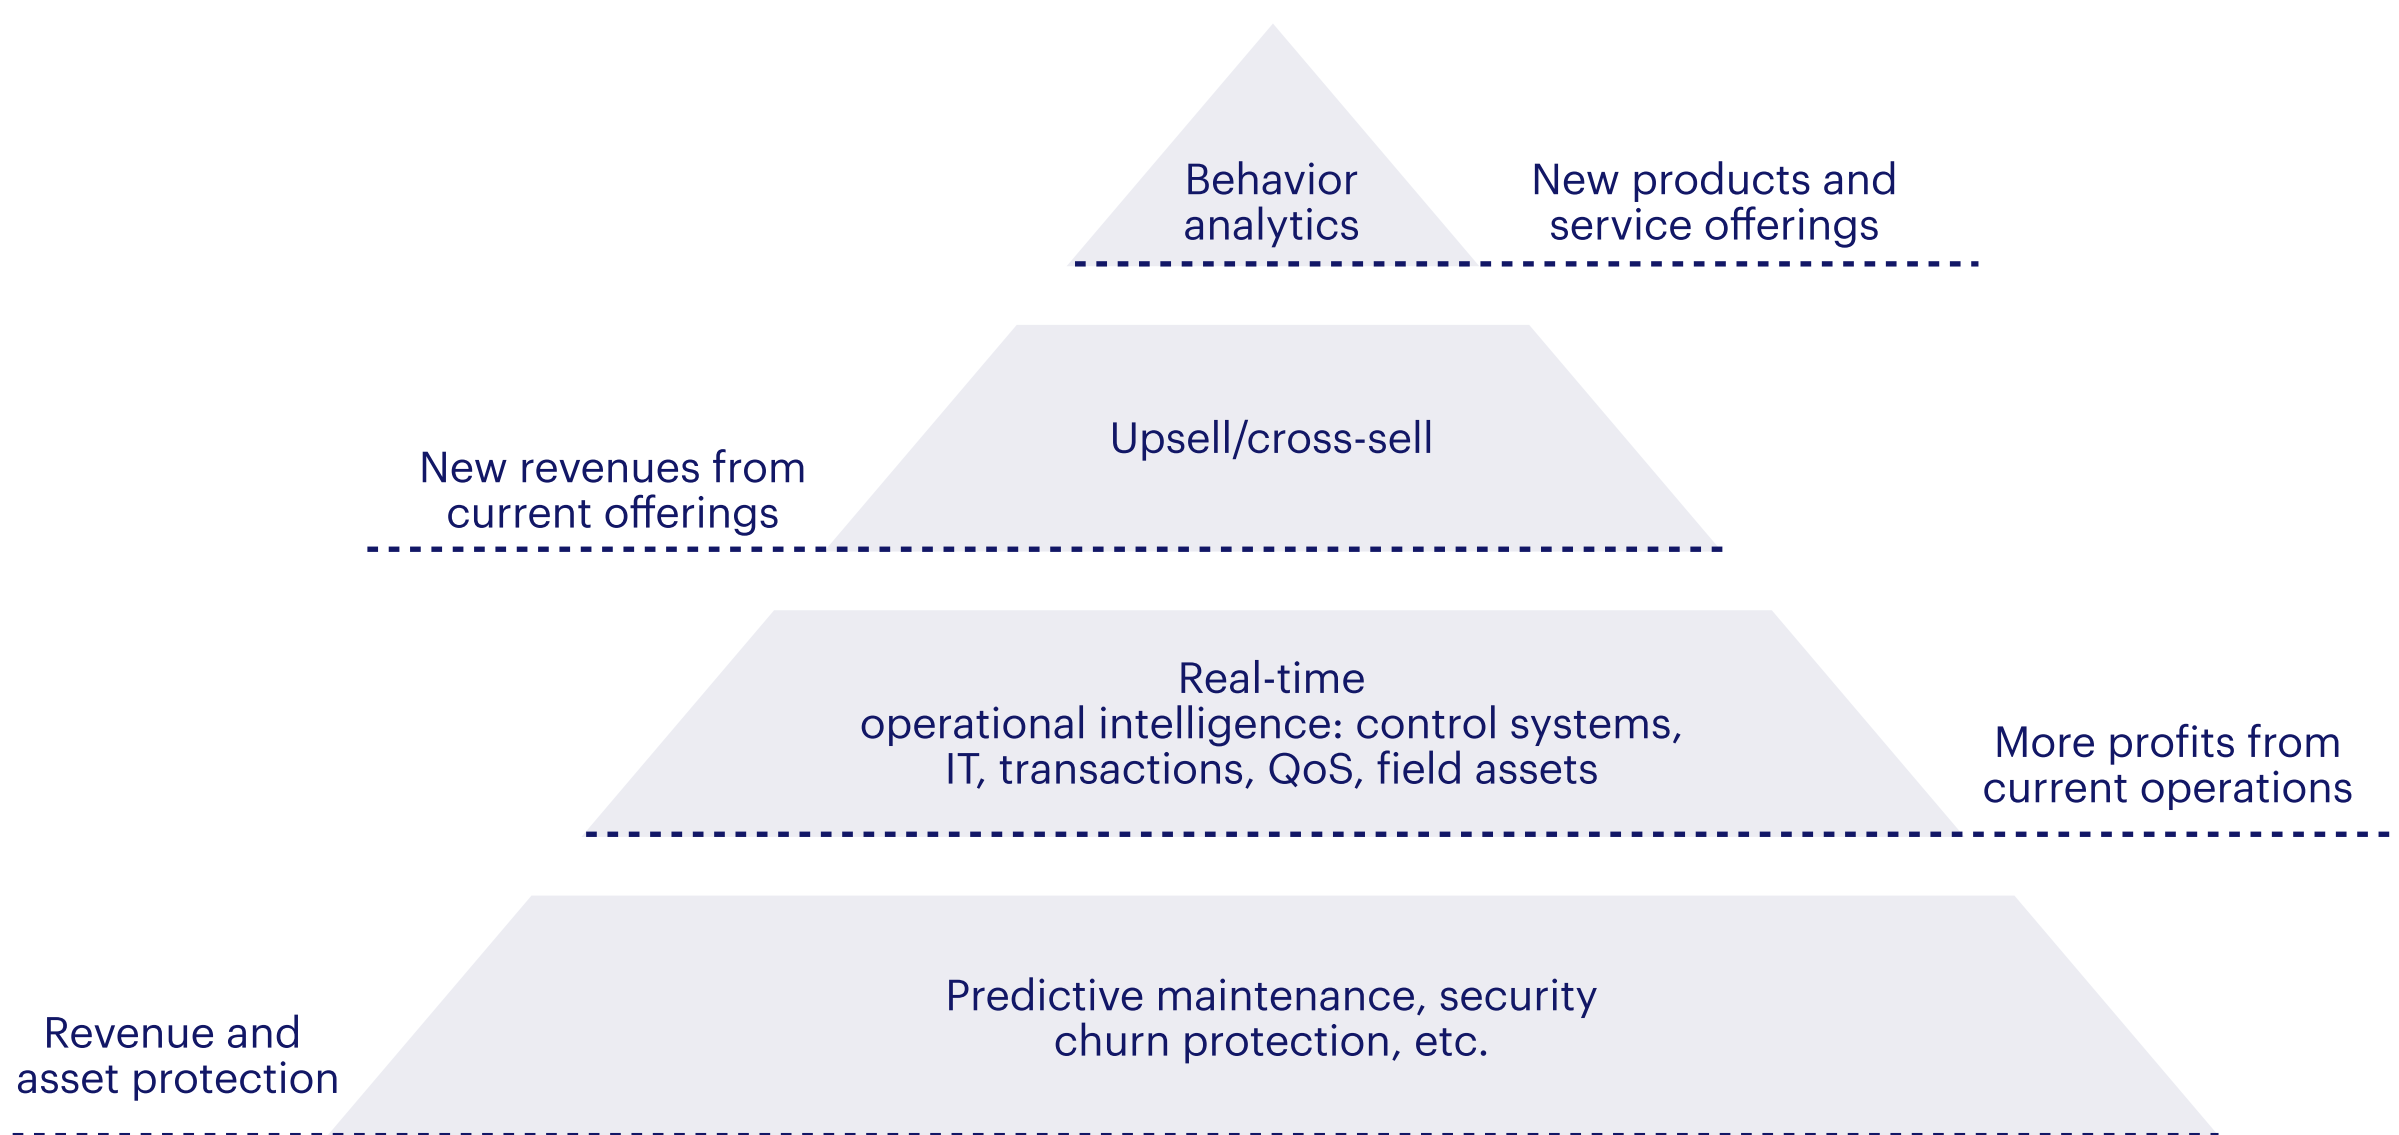 Behavior
analytics
New products and
service offerings
Upsell/cross-sell
New revenues from
current offerings
Real-time
operational intelligence: control systems,
IT, transactions, QoS, field assets
More profits from
current operations
Predictive maintenance, security
churn protection, etc.
Revenue and
asset protection